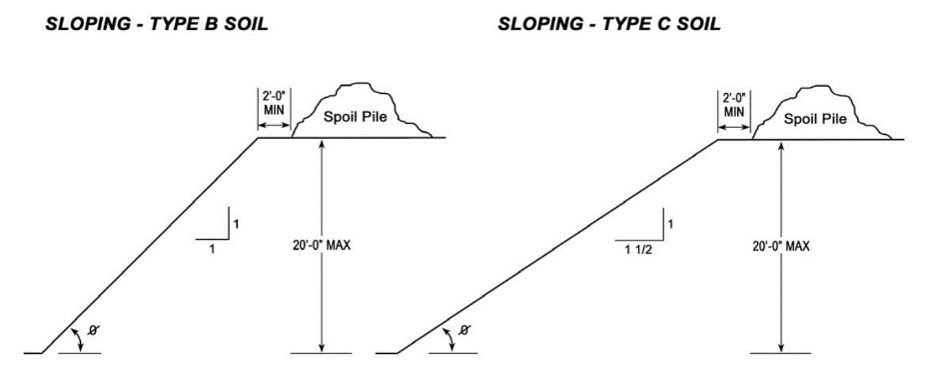 SLOPING - TYPE B SOIL
2'-0"
MIN
Spoil Pile
1
1
20'-0" MAX
θ
SLOPING - TYPE C SOIL
2'-0"
MIN
Spoil Pile
1
1 1/2
20'-0" MAX
θ